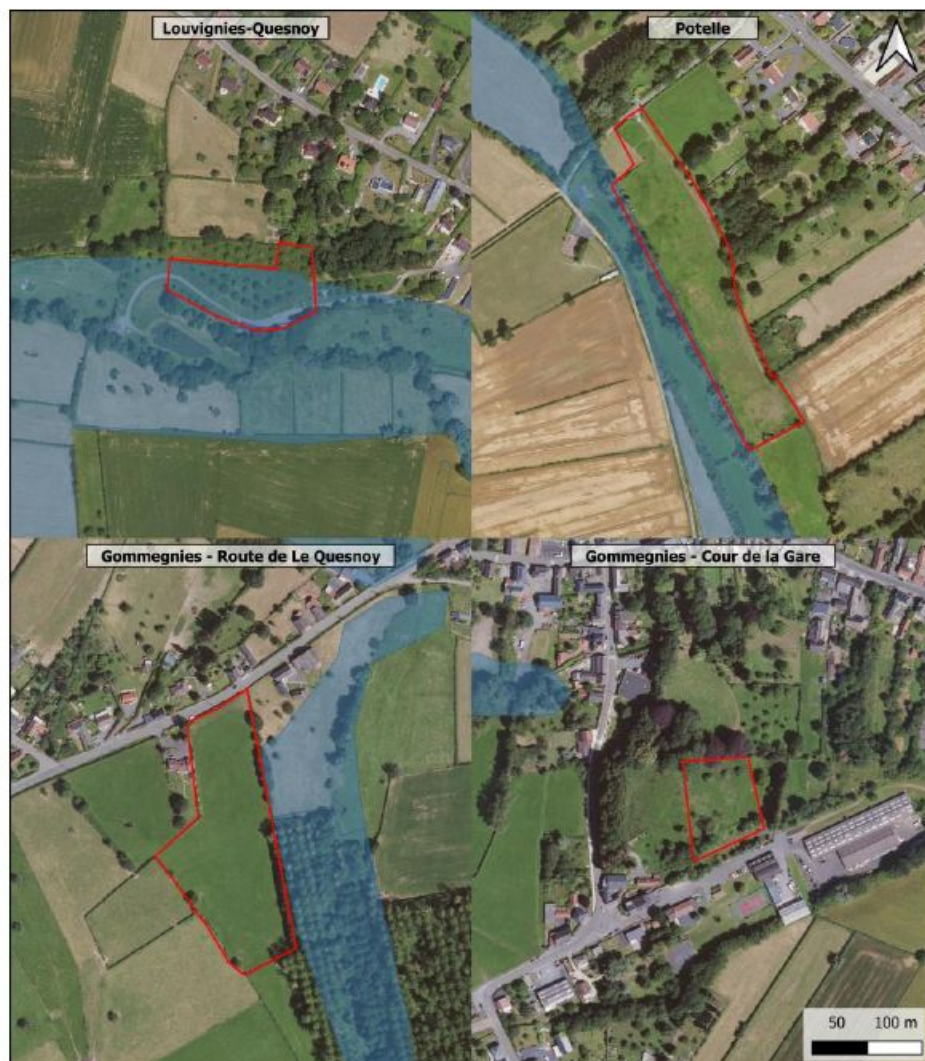 Louvignies-Quesnoy
Potelle
Gommegnies - Route de Le Quesnoy
Gommegnies - Cour de la Gare
50 100 m